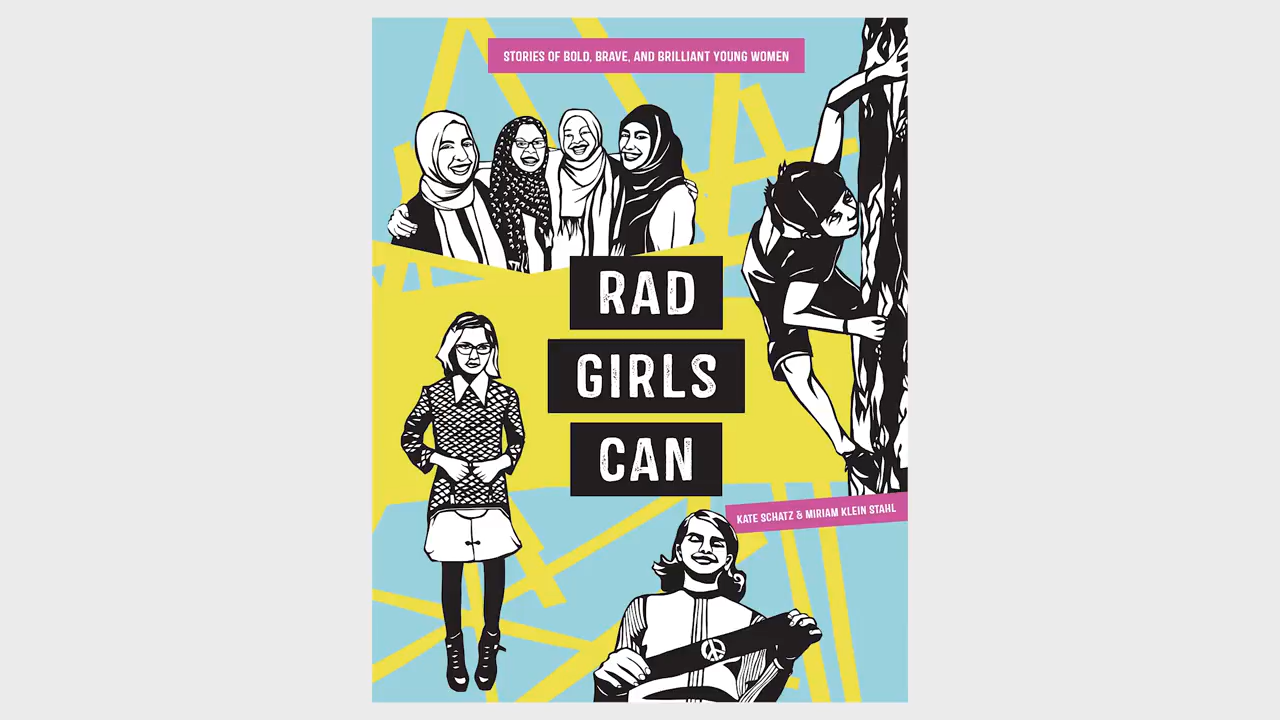 STORIES OF BOLD, BRAVE, AND BRILLIANT YOUNG WOMEN
RAD
GIRLS
CAN
KATE SCHATZ & MIRIAM KLEIN STAHL